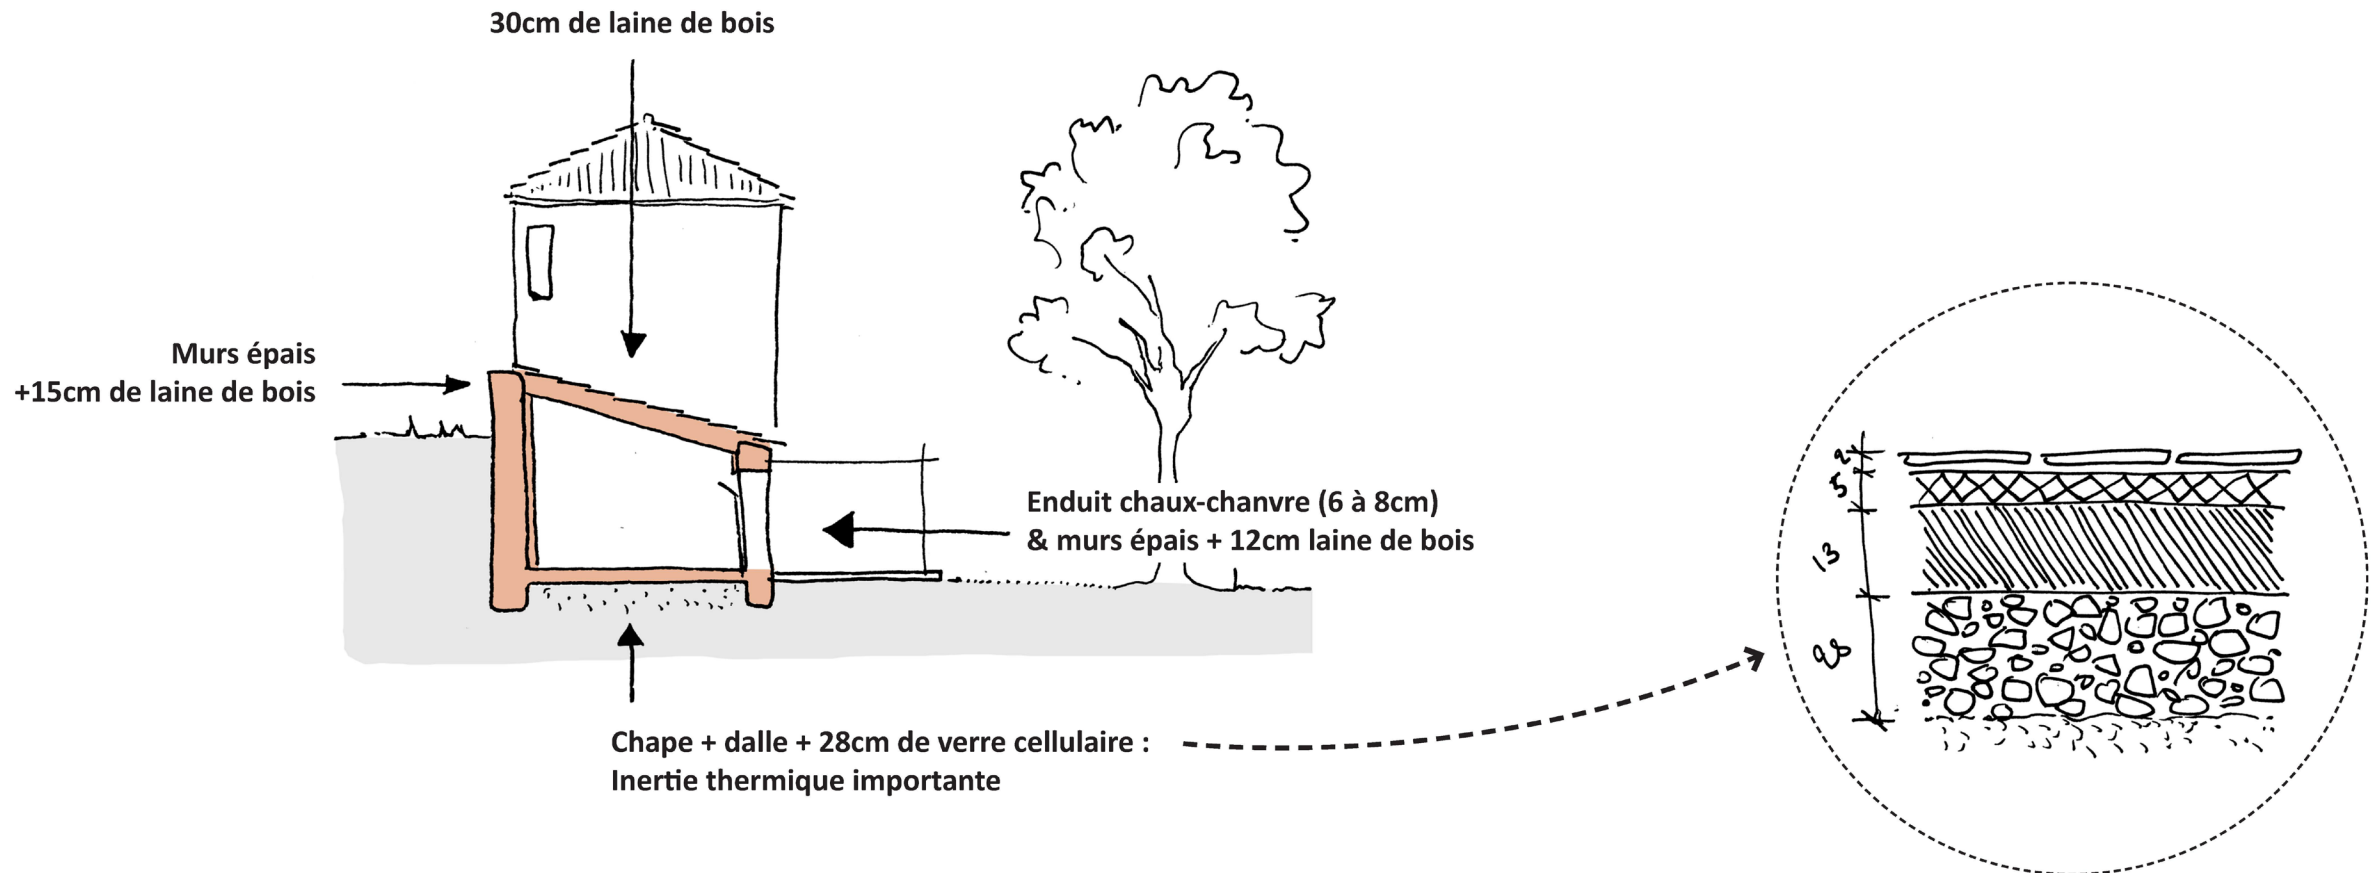 30cm de laine de bois
Murs épais
+15cm de laine de bois
Enduit chaux-chanvre (6 à 8cm)
& murs épais + 12cm laine de bois
Chape + dalle + 28cm de verre cellulaire :
Inertie thermique importante
2
5
13
28